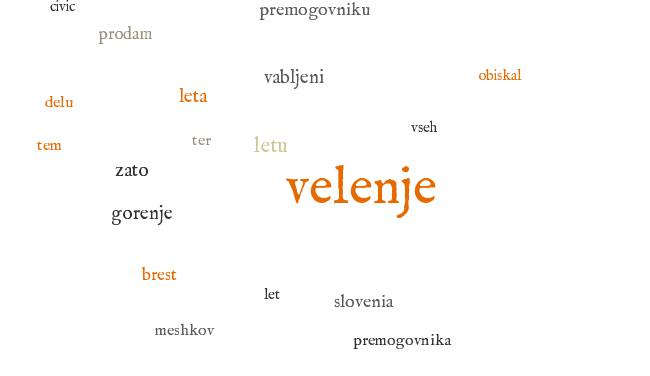 civic
premogovniku
prodam
vabljeni
obiskal
leta
delu
vseh
ter
tem
letu
zato
velenje
gorenje
brest
let
slovenia
meshkov
premogovnika